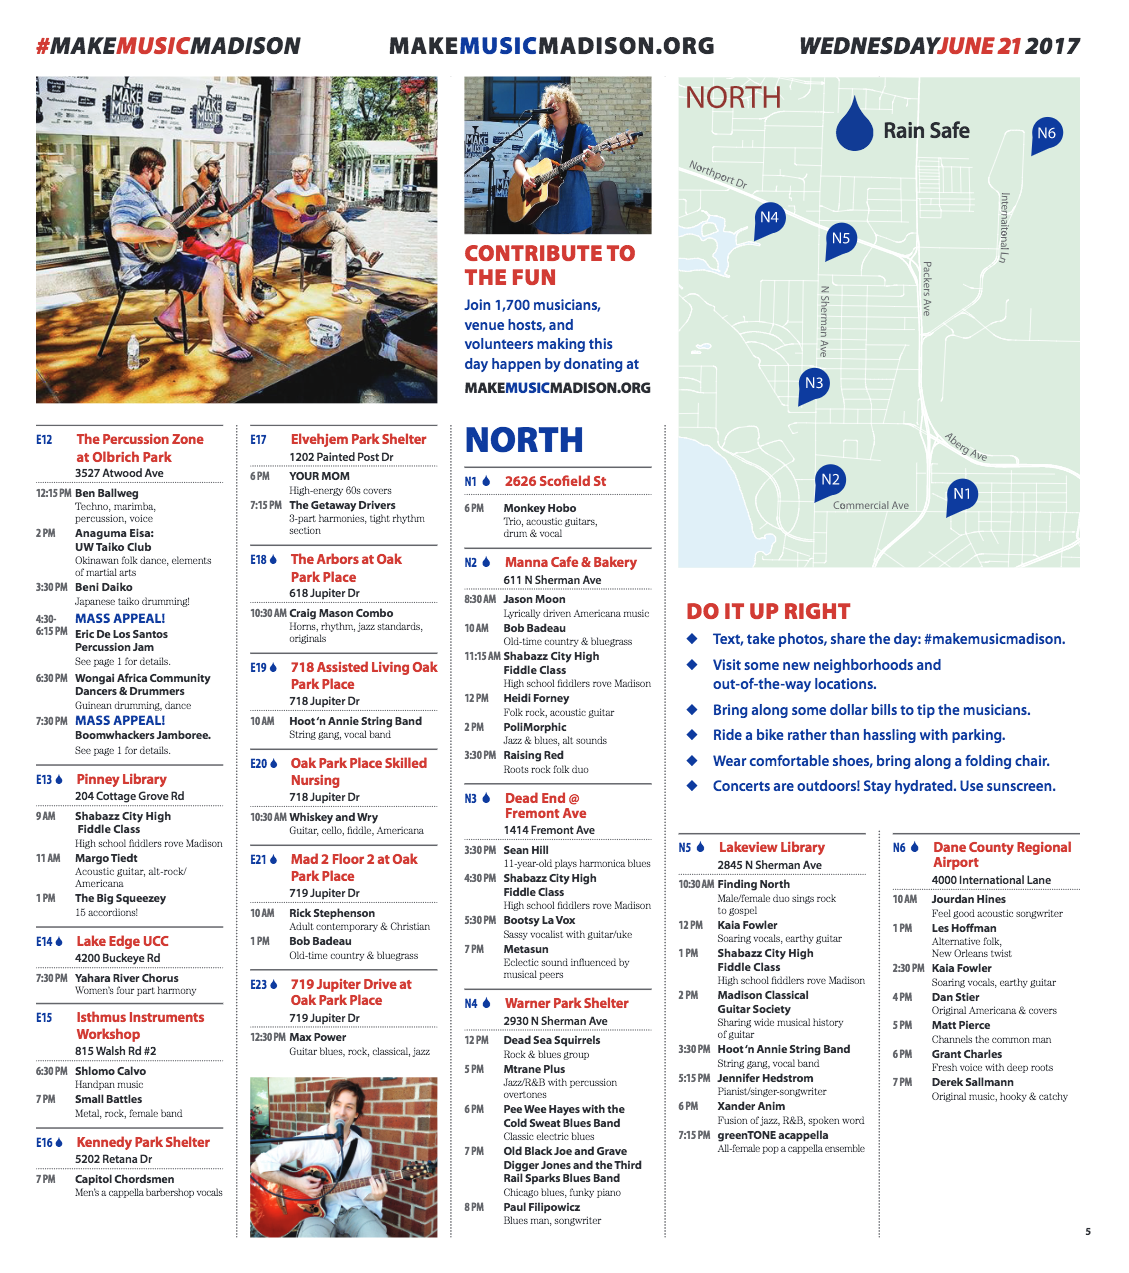 #MAKEMUSICMADISON
MAKEMUSICMADISON.ORG
WEDNESDAYJUNE 21 2017
CONTRIBUTE TO
THE FUN
Join 1,700 musicians,
venue hosts, and
volunteers making this
day happen by donating at
MAKEMUSICMADISON.ORG
NORTH
Rain Safe
N6
Northport Dr
N4
N5
Internaitonal Ln
Packers Ave
N Sherman Ave
N3
Aberg Ave
N2
N1
Commercial Ave
E12 The Percussion Zone
at Olbrich Park
3527 Atwood Ave
12:15 PM Ben Ballweg
Techno, marimba,
percussion, voice
2 PM Anaguma Eisa:
UW Taiko Club
Okinawan folk dance, elements
of martial arts
3:30 PM Beni Daiko
Japanese taiko drumming!
4:30- MASS APPEAL!
6:15 PM Eric De Los Santos
Percussion Jam
See page 1 for details.
6:30 PM Wongai Africa Community
Dancers & Drummers
Guinean drumming, dance
7:30 PM MASS APPEAL!
Boomwhackers Jamboree.
See page 1 for details.
E13 Pinney Library
204 Cottage Grove Rd
9 AM Shabazz City High
Fiddle Class
High school fiddlers rove Madison
11 AM Margo Tiedt
Acoustic guitar, alt-rock/
Americana
1 PM The Big Squeezey
15 accordions!
E14 Lake Edge UCC
4200 Buckeye Rd
7:30 PM Yahara River Chorus
Women's four part harmony
E15 Isthmus Instruments
Workshop
815 Walsh Rd #2
6:30 PM Shlomo Calvo
Handpan music
7 PM Small Battles
Metal, rock, female band
E16 Kennedy Park Shelter
5202 Retana Dr
7 PM Capitol Chordsmen
Men's a cappella barbershop vocals
E17 Elvehjem Park Shelter
1202 Painted Post Dr
6 PM YOUR MOM
High-energy 60s covers
7:15 PM The Getaway Drivers
3-part harmonies, tight rhythm
section
E18 The Arbors at Oak
Park Place
618 Jupiter Dr
10:30 AM Craig Mason Combo
Horns, rhythm, jazz standards,
originals
E19 718 Assisted Living Oak
Park Place
718 Jupiter Dr
10 AM Hoot'n Annie String Band
String gang, vocal band
E20 Oak Park Place Skilled
Nursing
718 Jupiter Dr
10:30 AM Whiskey and Wry
Guitar, cello, fiddle, Americana
E21 Mad 2 Floor 2 at Oak
Park Place
719 Jupiter Dr
10 AM Rick Stephenson
Adult contemporary & Christian
1 PM Bob Badeau
Old-time country & bluegrass
E23 719 Jupiter Drive at
Oak Park Place
719 Jupiter Dr
12:30 PM Max Power
Guitar blues, rock, classical, jazz
NORTH
N1 2626 Scofield St
6 PM Monkey Hobo
Trio, acoustic guitars,
drum & vocal
N2 Manna Cafe & Bakery
611 N Sherman Ave
8:30 AM Jason Moon
Lyrically driven Americana music
10 AM Bob Badeau
Old-time country & bluegrass
11:15 AM Shabazz City High
Fiddle Class
High school fiddlers rove Madison
12 PM Heidi Forney
Folk rock, acoustic guitar
2 PM PoliMorphic
Jazz & blues, alt sounds
3:30 PM Raising Red
Roots rock folk duo
N3 Dead End @
Fremont Ave
1414 Fremont Ave
3:30 PM Sean Hill
11-year-old plays harmonica blues
4:30 PM Shabazz City High
Fiddle Class
High school fiddlers rove Madison
5:30 PM Bootsy La Vox
Sassy vocalist with guitar/uke
7 PM Metasun
Eclectic sound influenced by
musical peers
N4 Warner Park Shelter
2930 N Sherman Ave
12 PM Dead Sea Squirrels
Rock & blues group
5 PM Mtrane Plus
Jazz/R&B with percussion
overtones
6 PM Pee Wee Hayes with the
Cold Sweat Blues Band
Classic electric blues
7 PM Old Black Joe and Grave
Digger Jones and the Third
Rail Sparks Blues Band
Chicago blues, funky piano
8 PM Paul Filipowicz
Blues man, songwriter
DO IT UP RIGHT
◆ Text, take photos, share the day: #makemusicmadison.
◆ Visit some new neighborhoods and
out-of-the-way locations.
◆ Bring along some dollar bills to tip the musicians.
◆ Ride a bike rather than hassling with parking.
◆ Wear comfortable shoes, bring along a folding chair.
◆ Concerts are outdoors! Stay hydrated. Use sunscreen.
N5 Lakeview Library
2845 N Sherman Ave
10:30 AM Finding North
Male/female duo sings rock
to gospel
12 PM Kaia Fowler
Soaring vocals, earthy guitar
1 PM Shabazz City High
Fiddle Class
High school fiddlers rove Madison
2 PM Madison Classical
Guitar Society
Sharing wide musical history
of guitar
3:30 PM Hoot'n Annie String Band
String gang, vocal band
5:15 PM Jennifer Hedstrom
Pianist/singer-songwriter
6 PM Xander Anim
Fusion of jazz, R&B, spoken word
7:15 PM greenTONE acappella
All-female pop a cappella ensemble
N6 Dane County Regional
Airport
4000 International Lane
10 AM Jourdan Hines
Feel good acoustic songwriter
1 PM Les Hoffman
Alternative folk,
New Orleans twist
2:30 PM Kaia Fowler
Soaring vocals, earthy guitar
4 PM Dan Stier
Original Americana & covers
5 PM Matt Pierce
Channels the common man
6 PM Grant Charles
Fresh voice with deep roots
7 PM Derek Sallmann
Original music, hooky & catchy
5